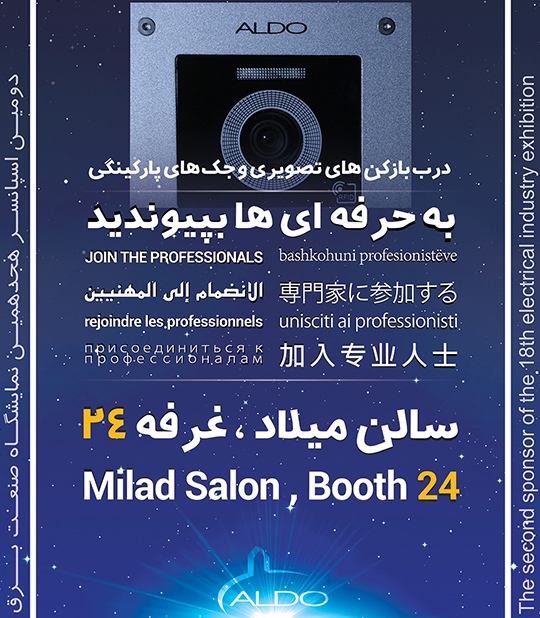 ALDO
درب بازکن های تصویری و جک های پارکینگی
RFID
به حرفه ای ها بپیوندید
JOIN THE PROFESSIONALS
bashkohuni profesionistëve
الانضمام إلى المهنيين
専門家に参加する
rejoindre les professionnels
unisciti ai professionisti
присоединиться к
профессионалам
加入专业人士
سالن میلاد ، غرفه ۲۴
Milad Salon , Booth 24
ALDO
دومین اسپانسر هجدهمین نمایشگاه صنعت برق
The second sponsor of the 18th electrical industry exhibition